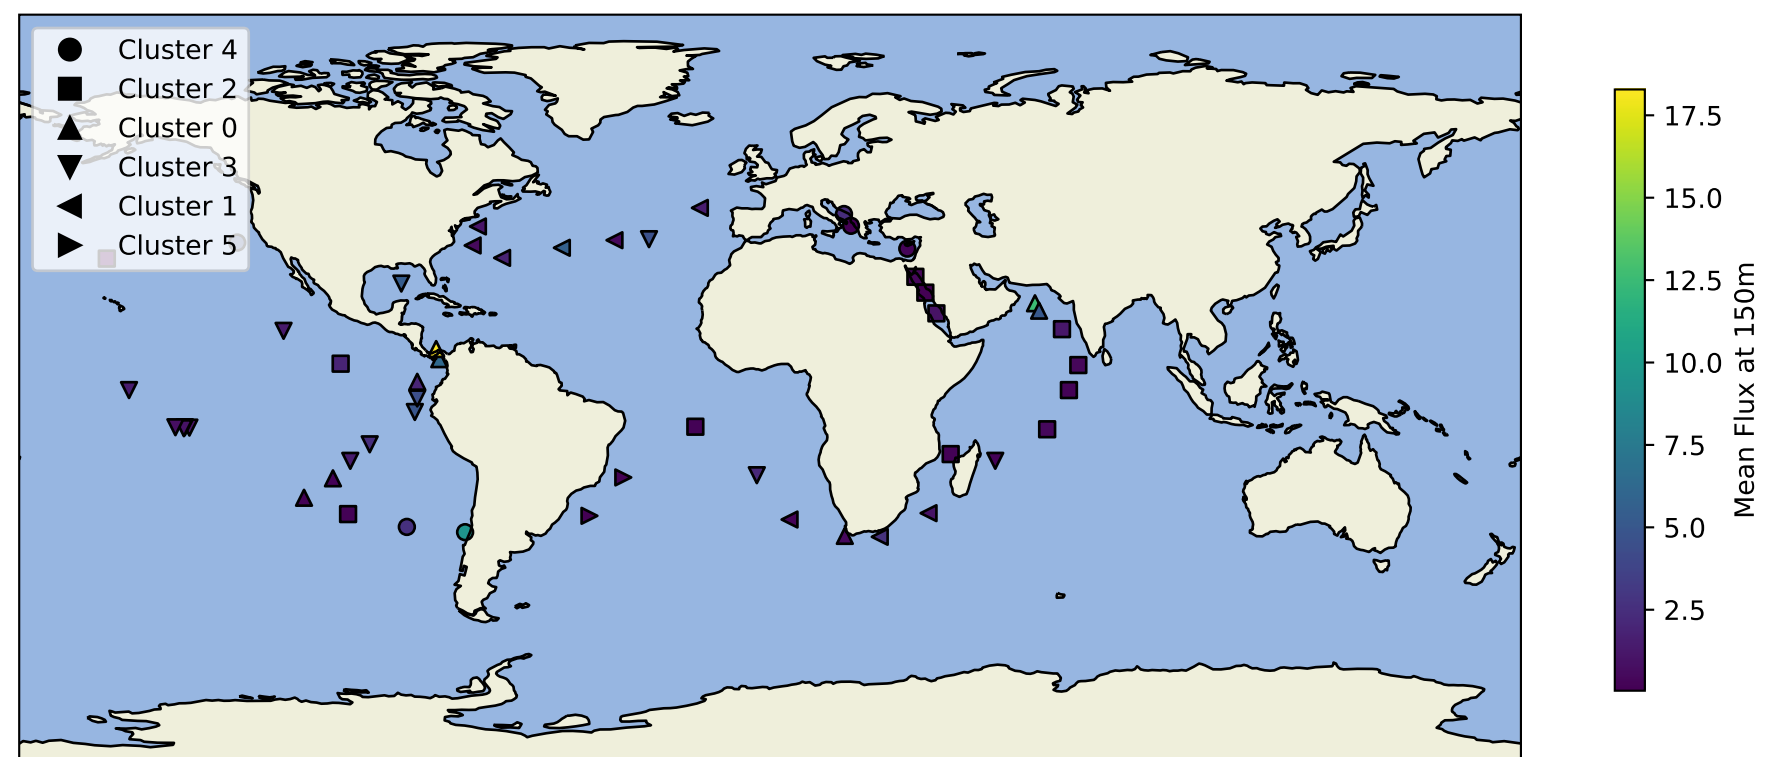 Cluster 4
Cluster 2
Cluster 0
Cluster 3
Cluster 1
Cluster 5
17.5
15.0
12.5
10.0
7.5
5.0
2.5
Mean Flux at 150m